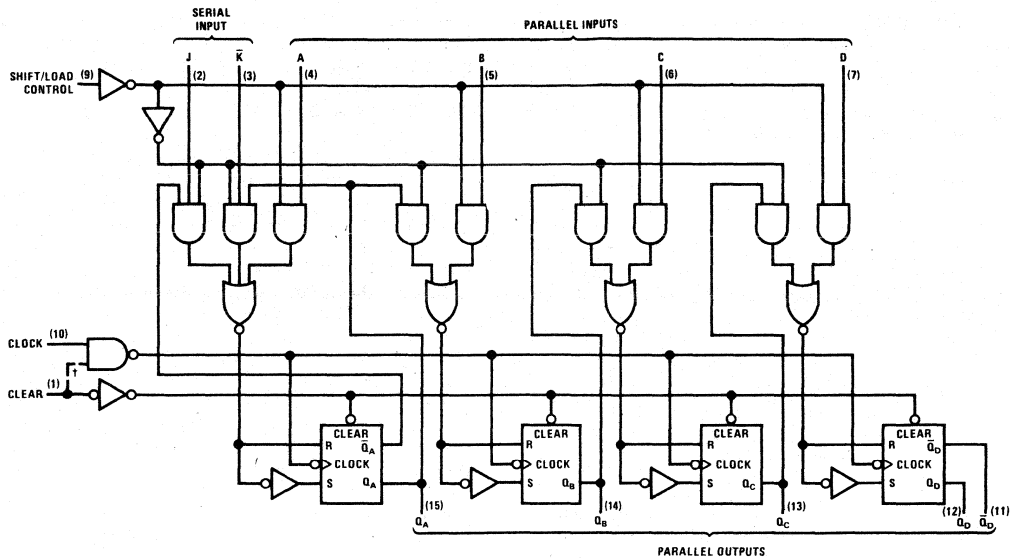 SERIAL
INPUT
PARALLEL INPUTS
J K̅ A B C D
SHIFT/LOAD
CONTROL
(9) (2) (3) (4) (5) (6) (7)
CLOCK (10)
†
CLEAR (1)
CLEAR CLEAR CLEAR CLEAR
R Q̅A R R R Q̅D
CLOCK CLOCK CLOCK CLOCK
S QA S QB S QC S QD
(15) (14) (13) (12) (11)
QA QB QC QD Q̅D
PARALLEL OUTPUTS